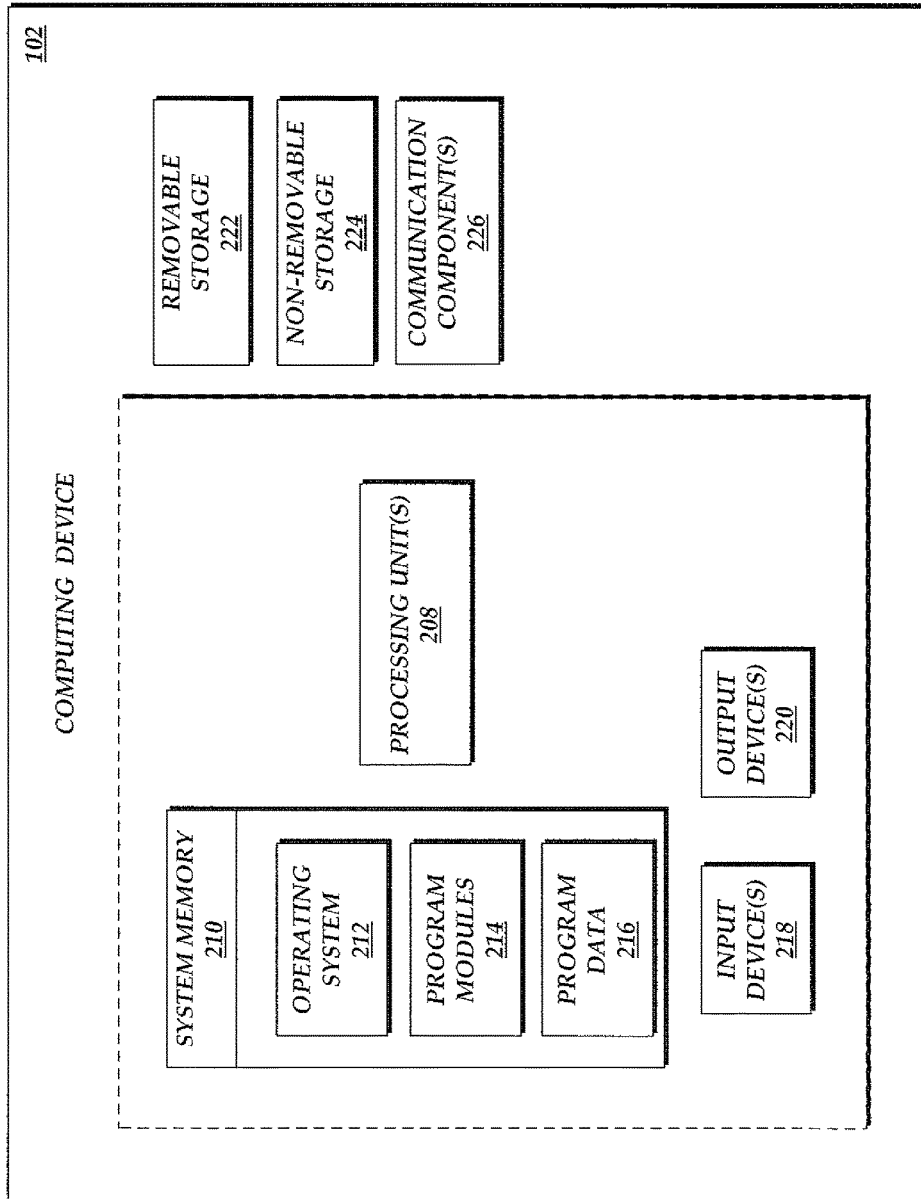 102
COMPUTING DEVICE
SYSTEM MEMORY
210
OPERATING
SYSTEM
212
PROGRAM
MODULES
214
PROGRAM
DATA
216
PROCESSING UNIT(S)
208
INPUT
DEVICE(S)
218
OUTPUT
DEVICE(S)
220
REMOVABLE
STORAGE
222
NON-REMOVABLE
STORAGE
224
COMMUNICATION
COMPONENT(S)
226